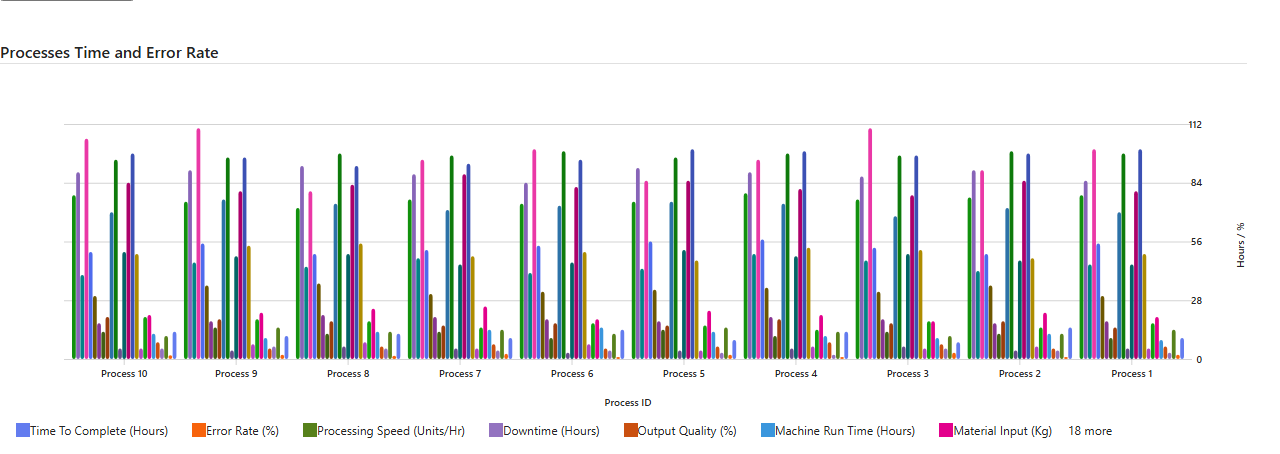 Processes Time and Error Rate
112
84
56
28
0
Hours / %
Process 10 Process 9 Process 8 Process 7 Process 6 Process 5 Process 4 Process 3 Process 2 Process 1
Process ID
Time To Complete (Hours) Error Rate (%) Processing Speed (Units/Hr) Downtime (Hours) Output Quality (%) Machine Run Time (Hours) Material Input (Kg) 18 more